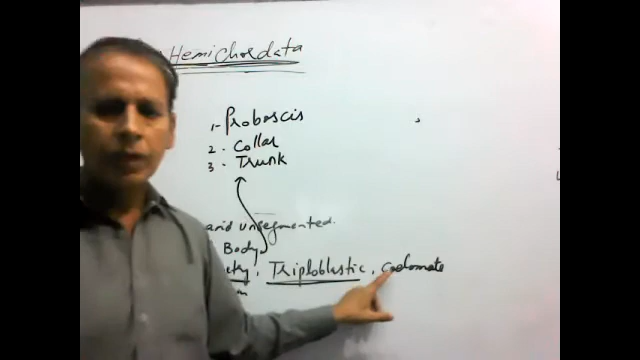 Hemichordata
1- Proboscis
2. Collar
3. Trunk
and unsegmented.
Body
, Triploblastic, coelomate